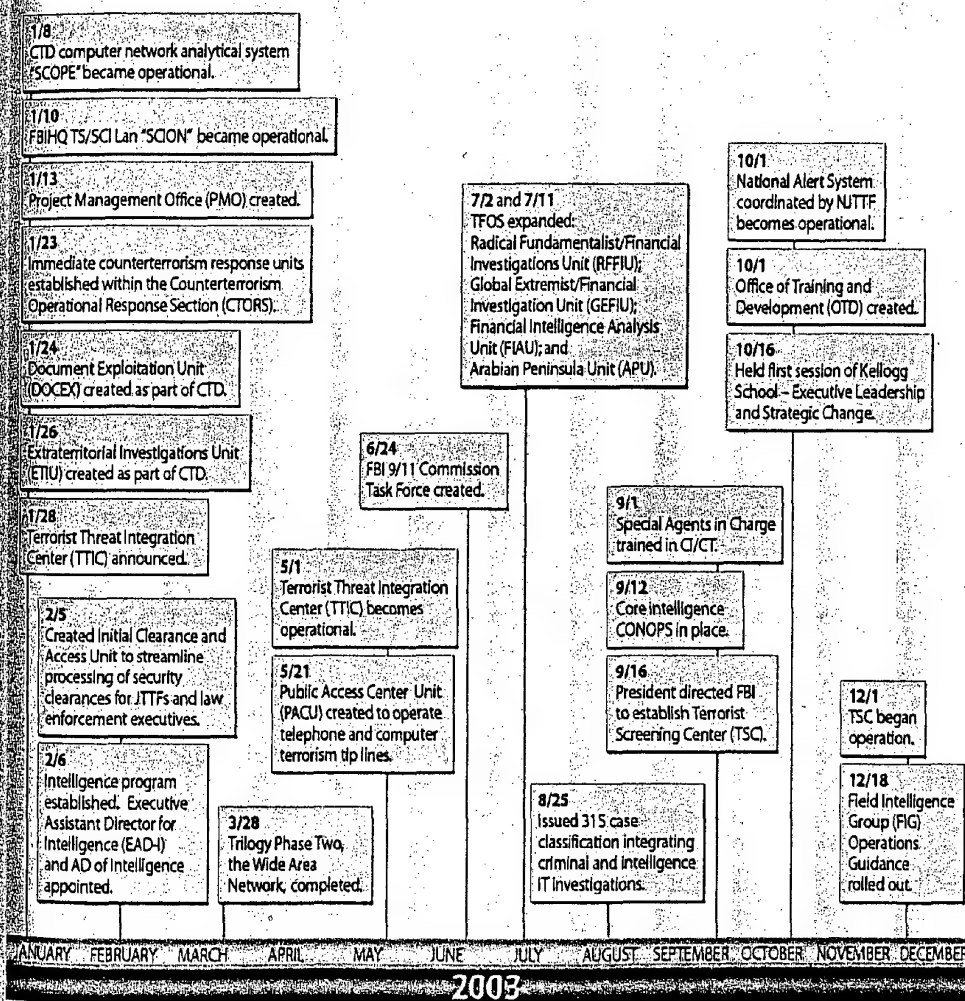 1/8
CTD computer network analytical system
"SCOPE" became operational.
1/10
FBIHQ TS/SCI Lan "SCION" became operational.
1/13
Project Management Office (PMO) created.
1/23
Immediate counterterrorism response units
established within the Counterterrorism
Operational Response Section (CTORS).
1/24
Document Exploitation Unit
(DOCEX) created as part of CTD.
1/26
Extraterritorial Investigations Unit
(ETIU) created as part of CTD.
1/28
Terrorist Threat Integration
Center (TTIC) announced.
2/5
Created Initial Clearance and
Access Unit to streamline
processing of security
clearances for JTTFs and law
enforcement executives.
2/6
Intelligence program
established. Executive
Assistant Director for
Intelligence (EAD-I)
and AD of Intelligence
appointed.
3/28
Trilogy Phase Two,
the Wide Area
Network, completed.
5/1
Terrorist Threat Integration
Center (TTIC) becomes
operational.
5/21
Public Access Center Unit
(PACU) created to operate
telephone and computer
terrorism tip lines.
6/24
FBI 9/11 Commission
Task Force created.
7/2 and 7/11
TFOS expanded:
Radical Fundamentalist/Financial
Investigations Unit (RFFIU);
Global Extremist/Financial
Investigation Unit (GEFIU);
Financial Intelligence Analysis
Unit (FIAU); and
Arabian Peninsula Unit (APU).
8/25
Issued 315 case
classification integrating
criminal and intelligence
IT investigations.
9/1
Special Agents in Charge
trained in CI/CT.
9/12
Core intelligence
CONOPS in place.
9/16
President directed FBI
to establish Terrorist
Screening Center (TSC).
10/1
National Alert System
coordinated by NJTTF
becomes operational.
10/1
Office of Training and
Development (OTD) created.
10/16
Held first session of Kellogg
School – Executive Leadership
and Strategic Change.
12/1
TSC began
operation.
12/18
Field Intelligence
Group (FIG)
Operations
Guidance
rolled out.
JANUARY FEBRUARY MARCH APRIL MAY JUNE JULY AUGUST SEPTEMBER OCTOBER NOVEMBER DECEMBER
2003